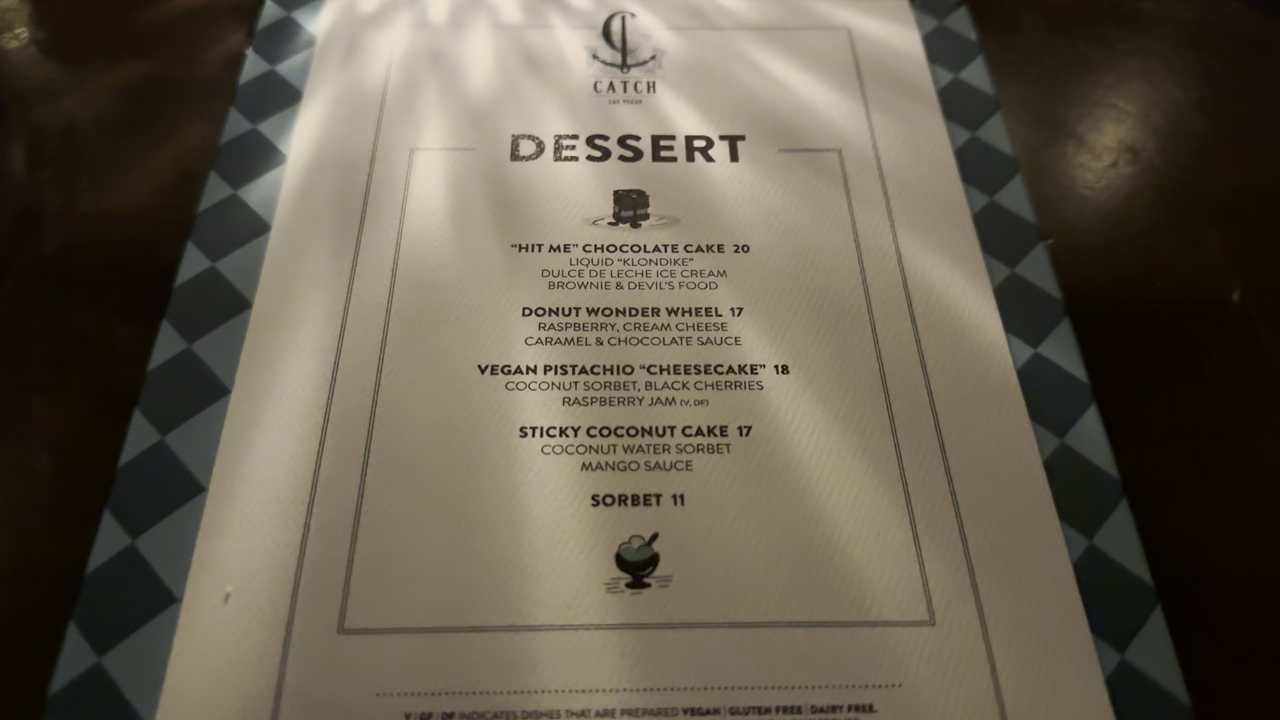 C
CATCH
LAS VEGAS
DESSERT
"HIT ME" CHOCOLATE CAKE 20
LIQUID "KLONDIKE"
DULCE DE LECHE ICE CREAM
BROWNIE & DEVIL'S FOOD
DONUT WONDER WHEEL 17
RASPBERRY, CREAM CHEESE
CARAMEL & CHOCOLATE SAUCE
VEGAN PISTACHIO "CHEESECAKE" 18
COCONUT SORBET, BLACK CHERRIES
RASPBERRY JAM (V, DF)
STICKY COCONUT CAKE 17
COCONUT WATER SORBET
MANGO SAUCE
SORBET 11
V | GF | DF INDICATES DISHES THAT ARE PREPARED VEGAN | GLUTEN FREE | DAIRY FREE.